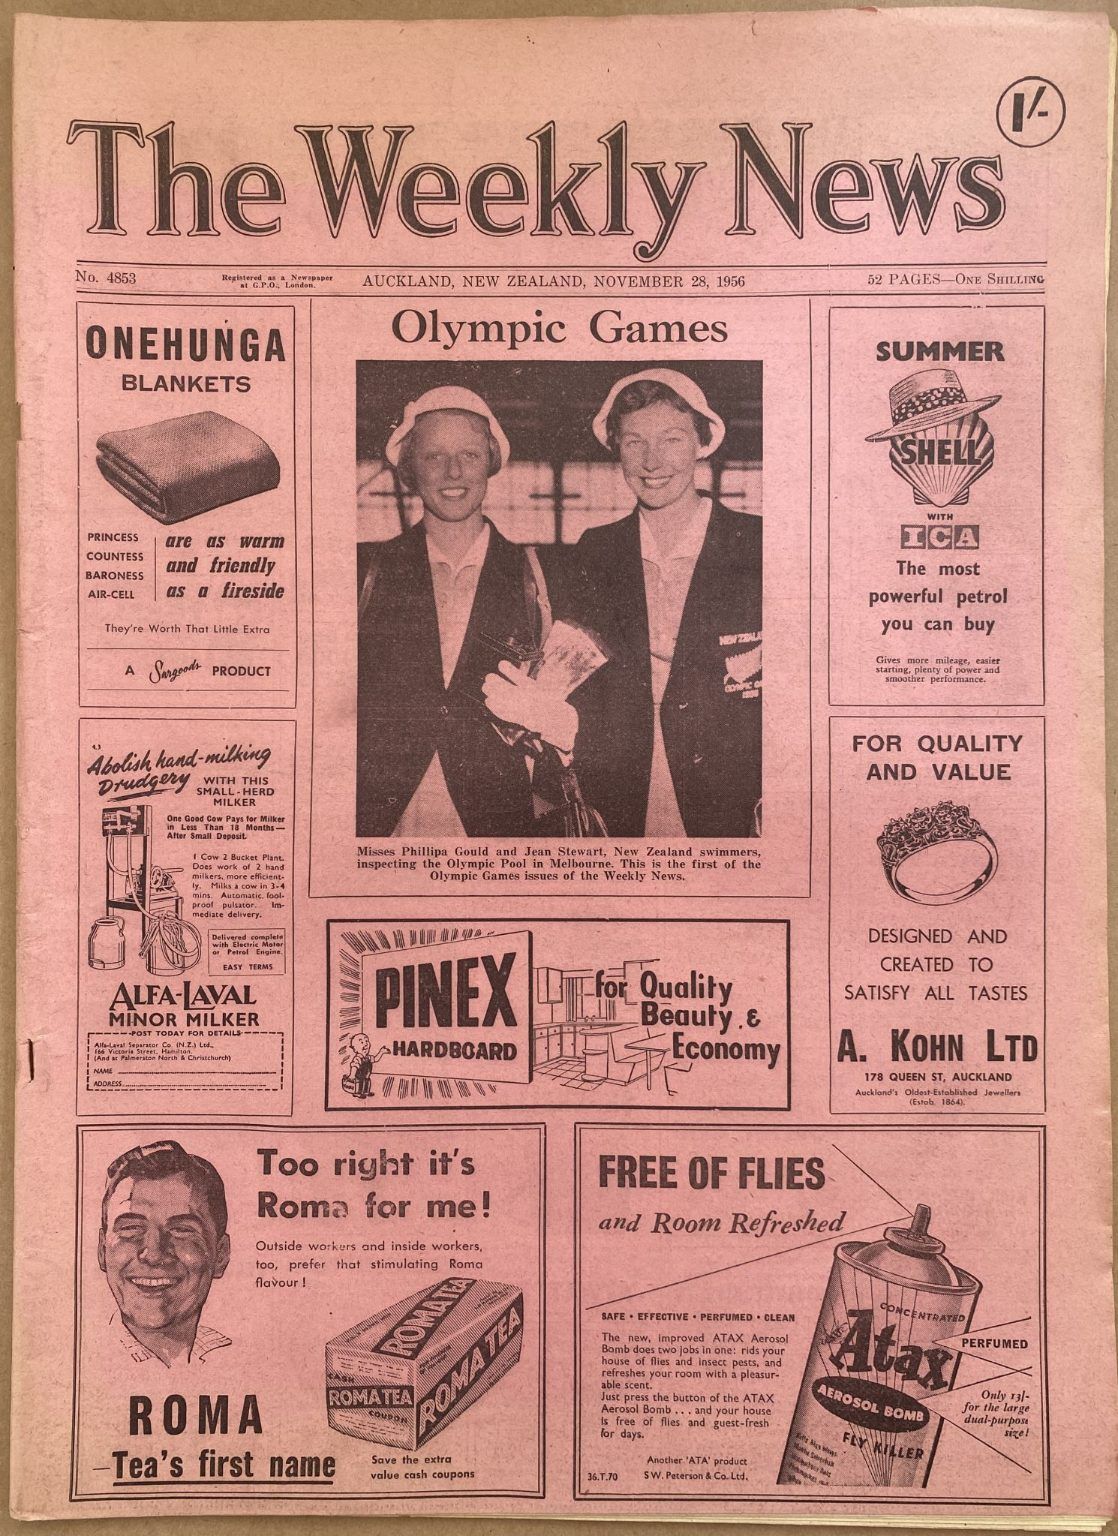 1/-
The Weekly News
No. 4853
Registered as a Newspaper
at G.P.O., London.
AUCKLAND, NEW ZEALAND, NOVEMBER 28, 1956
52 PAGES—ONE SHILLING
ONEHUNGA
BLANKETS
PRINCESS
COUNTESS
BARONESS
AIR-CELL
are as warm
and friendly
as a fireside
They're Worth That Little Extra
A Sargoods PRODUCT
Olympic Games
NEW ZEALAND
Misses Phillipa Gould and Jean Stewart, New Zealand swimmers,
inspecting the Olympic Pool in Melbourne. This is the first of the
Olympic Games issues of the Weekly News.
SUMMER
SHELL
WITH
ICA
The most
powerful petrol
you can buy
Gives more mileage, easier
starting, plenty of power and
smoother performance.
Abolish hand-milking
Drudgery
WITH THIS
SMALL-HERD
MILKER
One Good Cow Pays for Milker
in Less Than 18 Months—
After Small Deposit.
1 Cow 2 Bucket Plant.
Does work of 2 hand
milkers, more efficient-
ly. Milks a cow in 3-4
mins. Automatic fool-
proof pulsator. Im-
mediate delivery.
Delivered complete
with Electric Motor
or Petrol Engine.
EASY TERMS
ALFA-LAVAL
MINOR MILKER
POST TODAY FOR DETAILS
Alfa-Laval Separator Co. (N.Z.) Ltd.,
166 Victoria Street, Hamilton.
(And at Palmerston North & Christchurch)
NAME
ADDRESS
PINEX
HARDBOARD
for Quality
Beauty &
Economy
FOR QUALITY
AND VALUE
DESIGNED AND
CREATED TO
SATISFY ALL TASTES
A. KOHN LTD
178 QUEEN ST, AUCKLAND
Auckland's Oldest-Established Jewellers
(Estab. 1864).
Too right it's
Roma for me!
Outside workers and inside workers,
too, prefer that stimulating Roma
flavour!
ROMA TEA
ROMA TEA
CASH
ROMA TEA
COUPON
ROMA
—Tea's first name
Save the extra
value cash coupons
FREE OF FLIES
and Room Refreshed
SAFE • EFFECTIVE • PERFUMED • CLEAN
The new, improved ATAX Aerosol
Bomb does two jobs in one: rids your
house of flies and insect pests, and
refreshes your room with a pleasur-
able scent.
Just press the button of the ATAX
Aerosol Bomb . . . and your house
is free of flies and guest-fresh
for days.
Another 'ATA' product
36.T.70
S W. Peterson & Co. Ltd.
CONCENTRATED
Atax
AEROSOL BOMB
FLY KILLER
PERFUMED
Only 13/-
for the large
dual-purpose
size!